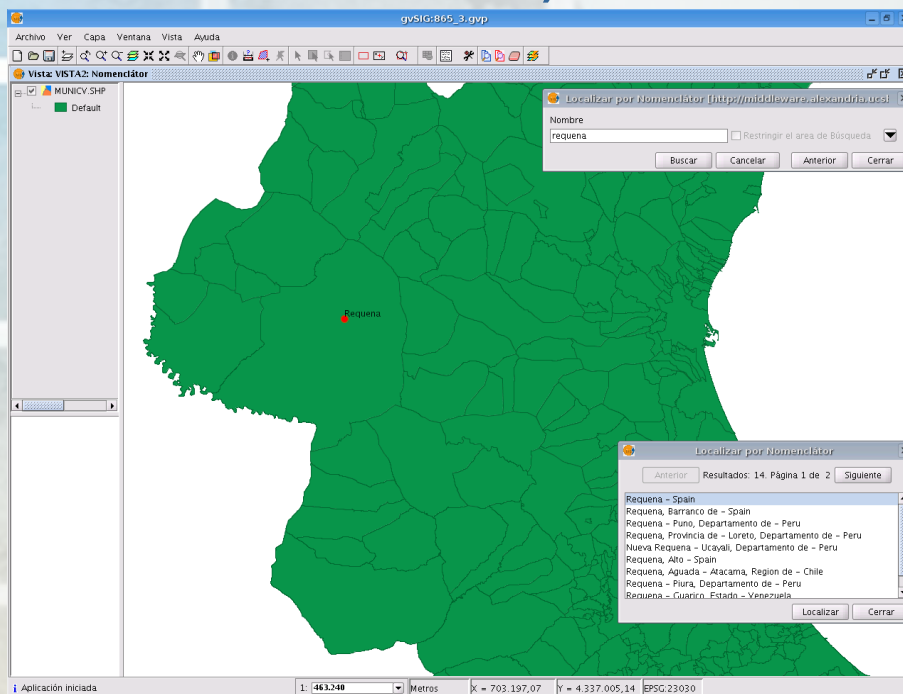 gvSIG:865_3.gvp
Archivo Ver Capa Ventana Vista Ayuda
Vista: VISTA2: Nomenclátor
MUNICV.SHP
Default
Localizar por Nomenclátor [http://middleware.alexandria.ucs!
Nombre
requena
Restringir el area de Búsqueda
Buscar Cancelar Anterior Cerrar
Requena
Localizar por Nomenclátor
Anterior Resultados: 14. Página 1 de 2 Siguiente
Requena - Spain
Requena, Barranco de - Spain
Requena - Puno, Departamento de - Peru
Requena, Provincia de - Loreto, Departamento de - Peru
Nueva Requena - Ucayali, Departamento de - Peru
Requena, Alto - Spain
Requena, Aguada - Atacama, Region de - Chile
Requena - Piura, Departamento de - Peru
Requena - Guarico, Estado - Venezuela
Localizar Cerrar
Aplicación iniciada 1: 463.240 Metros X = 703.197,07 Y = 4.337.005,14 EPSG:23030